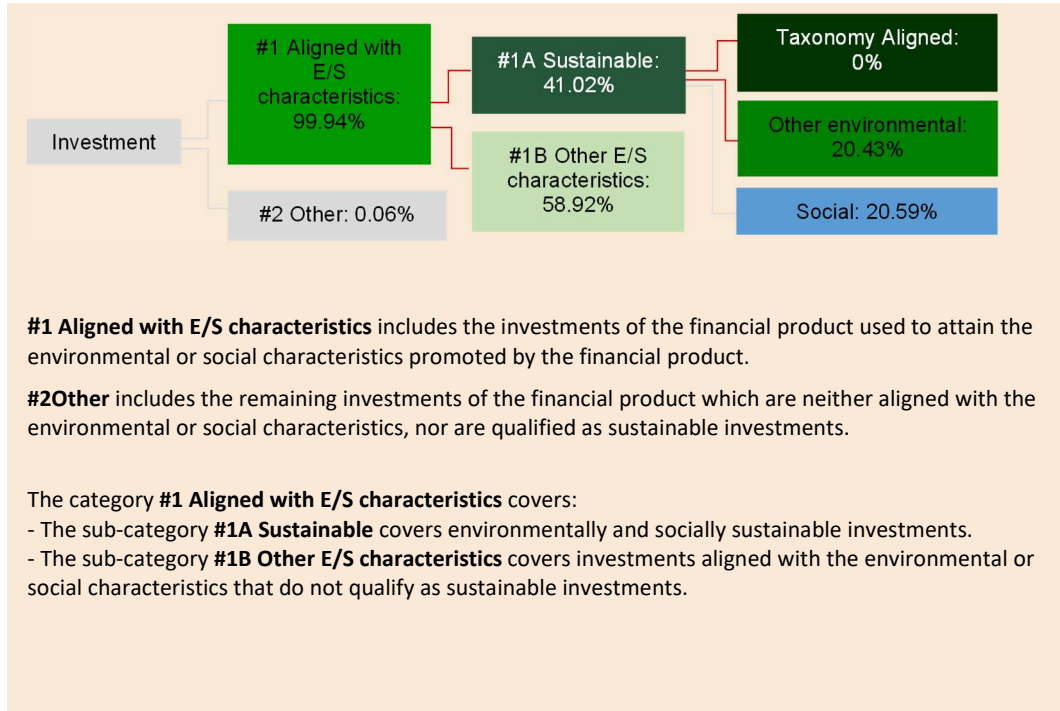 Investment
#1 Aligned with
E/S
characteristics:
99.94%
#2 Other: 0.06%
#1A Sustainable:
41.02%
#1B Other E/S
characteristics:
58.92%
Taxonomy Aligned:
0%
Other environmental:
20.43%
Social: 20.59%
#1 Aligned with E/S characteristics includes the investments of the financial product used to attain the
environmental or social characteristics promoted by the financial product.
#2Other includes the remaining investments of the financial product which are neither aligned with the
environmental or social characteristics, nor are qualified as sustainable investments.
The category #1 Aligned with E/S characteristics covers:
- The sub-category #1A Sustainable covers environmentally and socially sustainable investments.
- The sub-category #1B Other E/S characteristics covers investments aligned with the environmental or
social characteristics that do not qualify as sustainable investments.